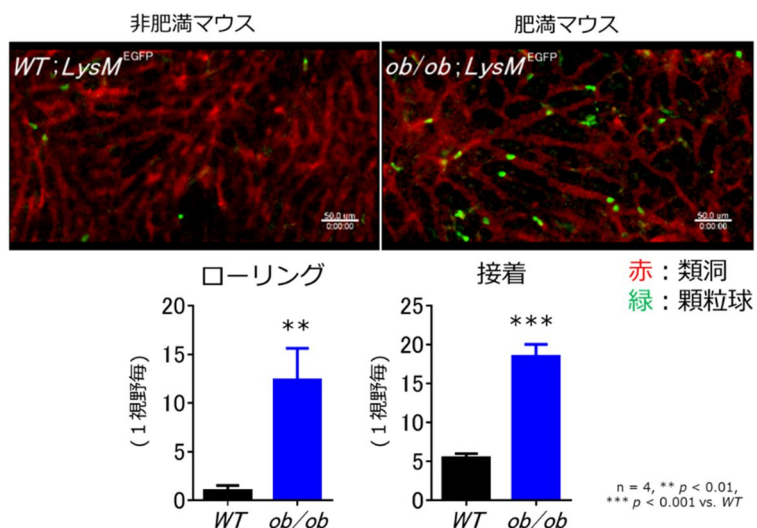 非肥満マウス
肥満マウス
WT;LysM^EGFP
ob/ob;LysM^EGFP
50.0 um
0:00:00
50.0 um
0:00:00
赤：類洞
緑：顆粒球
ローリング
(１視野毎)
20
15
10
5
0
**
WT
ob/ob
接着
(１視野毎)
25
20
15
10
5
0
***
WT
ob/ob
n = 4, ** p < 0.01,
*** p < 0.001 vs. WT